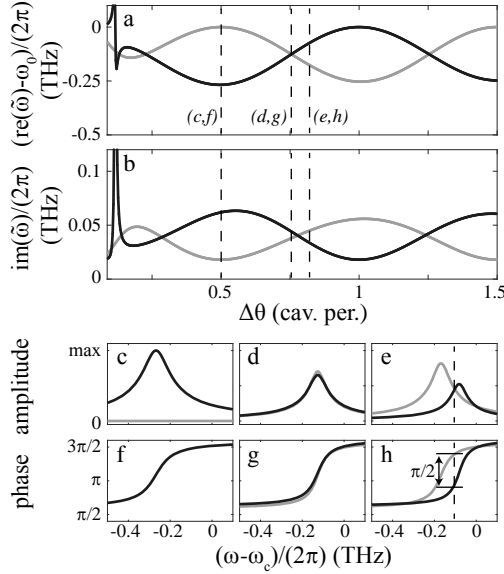 (re(ω̃)-ω₀)/(2π)
(THz)
0
-0.25
-0.5
a
(c,f)
(d,g)
(e,h)
im(ω̃)/(2π)
(THz)
0.1
0.05
0
b
0.5
1
1.5
Δθ (cav. per.)
amplitude
max
0
c
d
e
phase
3π/2
π
π/2
f
g
h
π/2
-0.4
-0.2
0
-0.4
-0.2
0
-0.4
-0.2
0
(ω-ω_c)/(2π) (THz)